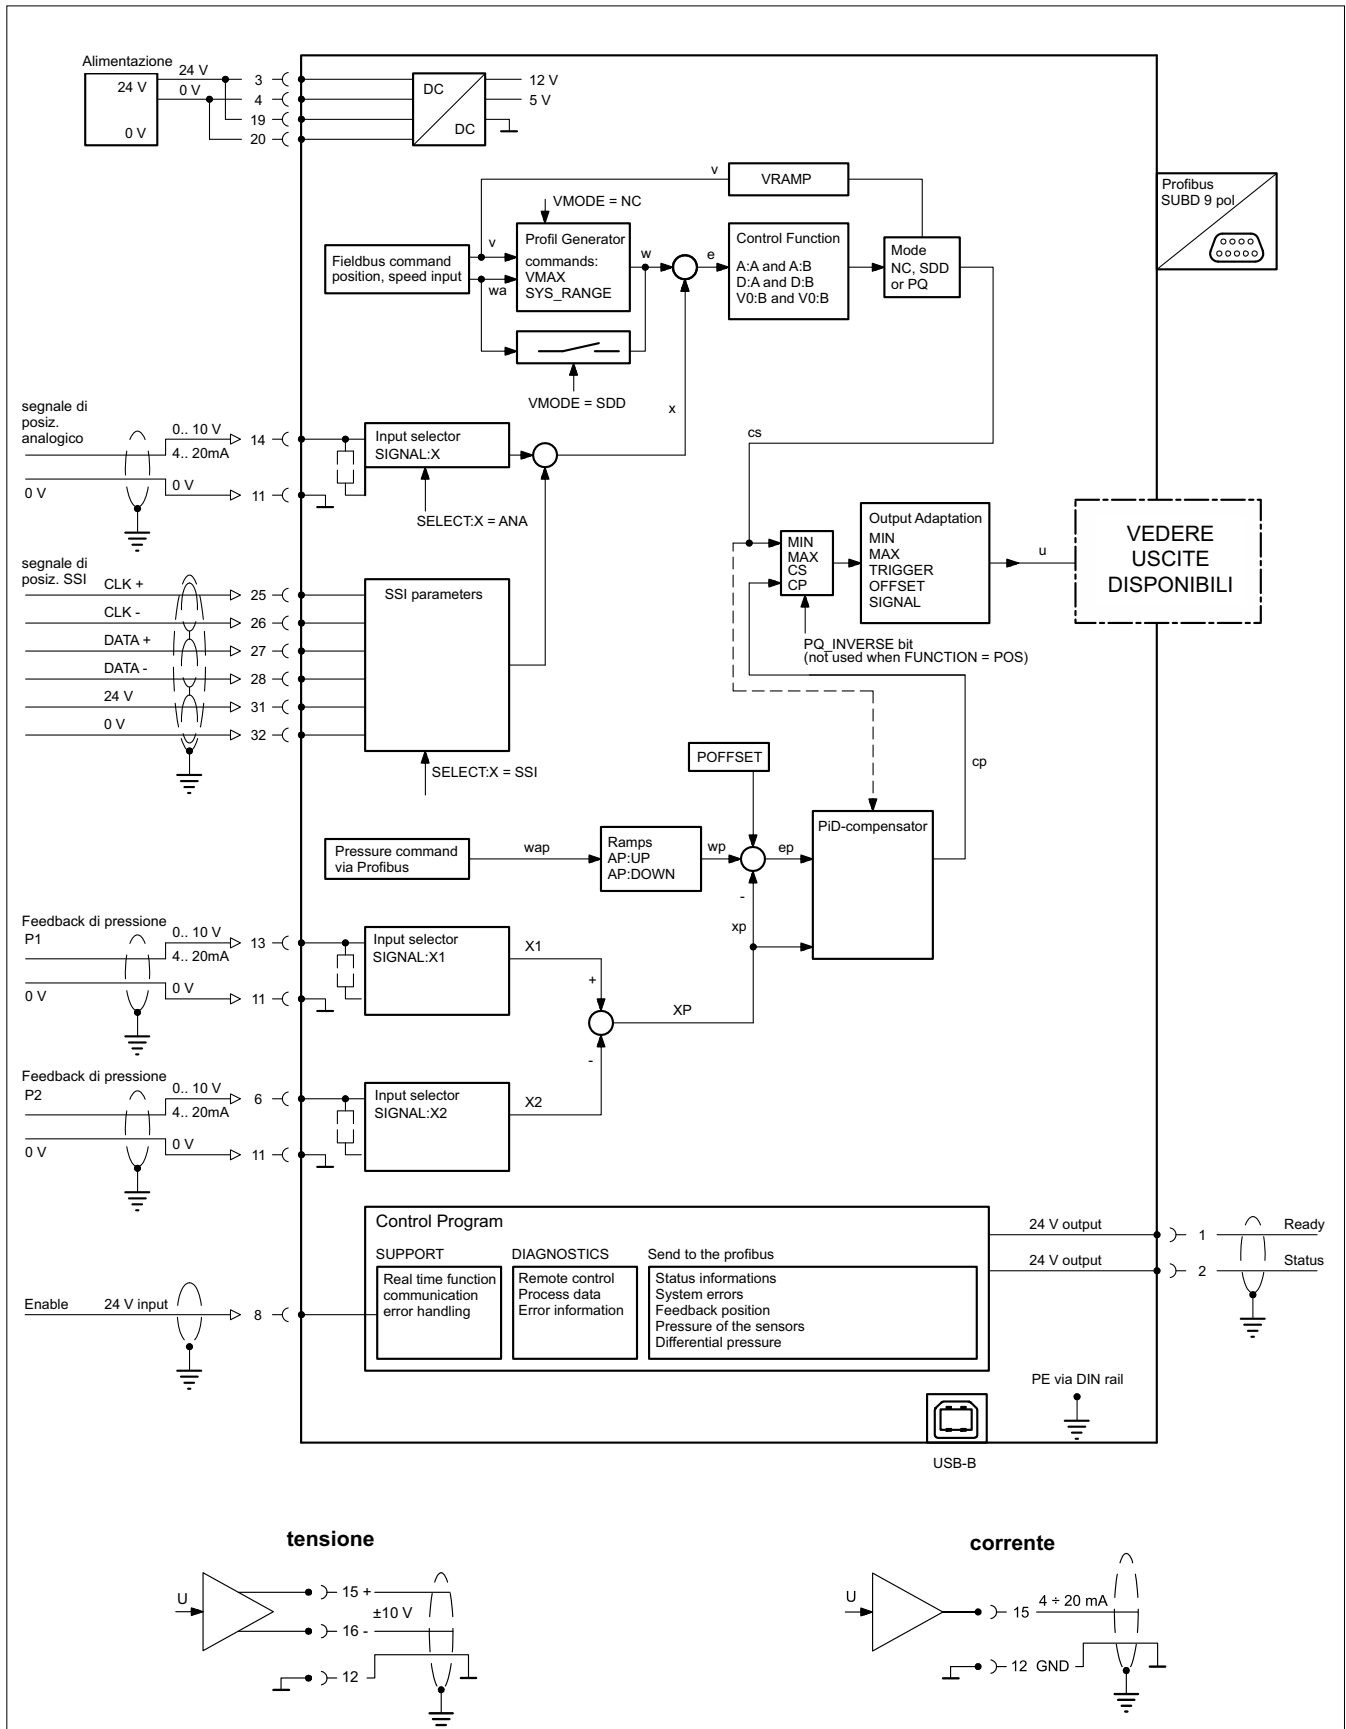 Alimentazione
24 V
0 V
24 V
0 V
3
4
19
20
DC
DC
12 V
5 V
Profibus
SUBD 9 pol
v
VRAMP
VMODE = NC
Fieldbus command
position, speed input
v
wa
Profil Generator
commands:
VMAX
SYS_RANGE
w
e
Control Function
A:A and A:B
D:A and D:B
V0:B and V0:B
Mode
NC, SDD
or PQ
VMODE = SDD
x
segnale di
posiz.
analogico
0.. 10 V
4.. 20mA
14
0 V
0 V
11
Input selector
SIGNAL:X
SELECT:X = ANA
cs
MIN
MAX
CS
CP
Output Adaptation
MIN
MAX
TRIGGER
OFFSET
SIGNAL
u
VEDERE
USCITE
DISPONIBILI
PQ_INVERSE bit
(not used when FUNCTION = POS)
segnale di
posiz. SSI
CLK +
25
CLK -
26
DATA +
27
DATA -
28
24 V
31
0 V
32
SSI parameters
SELECT:X = SSI
POFFSET
cp
Pressure command
via Profibus
wap
Ramps
AP:UP
AP:DOWN
wp
ep
-
xp
PiD-compensator
Feedback di pressione
P1
0.. 10 V
4.. 20mA
13
0 V
0 V
11
Input selector
SIGNAL:X1
X1
+
XP
-
Feedback di pressione
P2
0.. 10 V
4.. 20mA
6
0 V
0 V
11
Input selector
SIGNAL:X2
X2
Control Program
SUPPORT
Real time function
communication
error handling
DIAGNOSTICS
Remote control
Process data
Error information
Send to the profibus
Status informations
System errors
Feedback position
Pressure of the sensors
Differential pressure
24 V output
1
Ready
24 V output
2
Status
Enable
24 V input
8
PE via DIN rail
USB-B
tensione
U
15 +
±10 V
16 -
12
corrente
U
15
4 ÷ 20 mA
12 GND